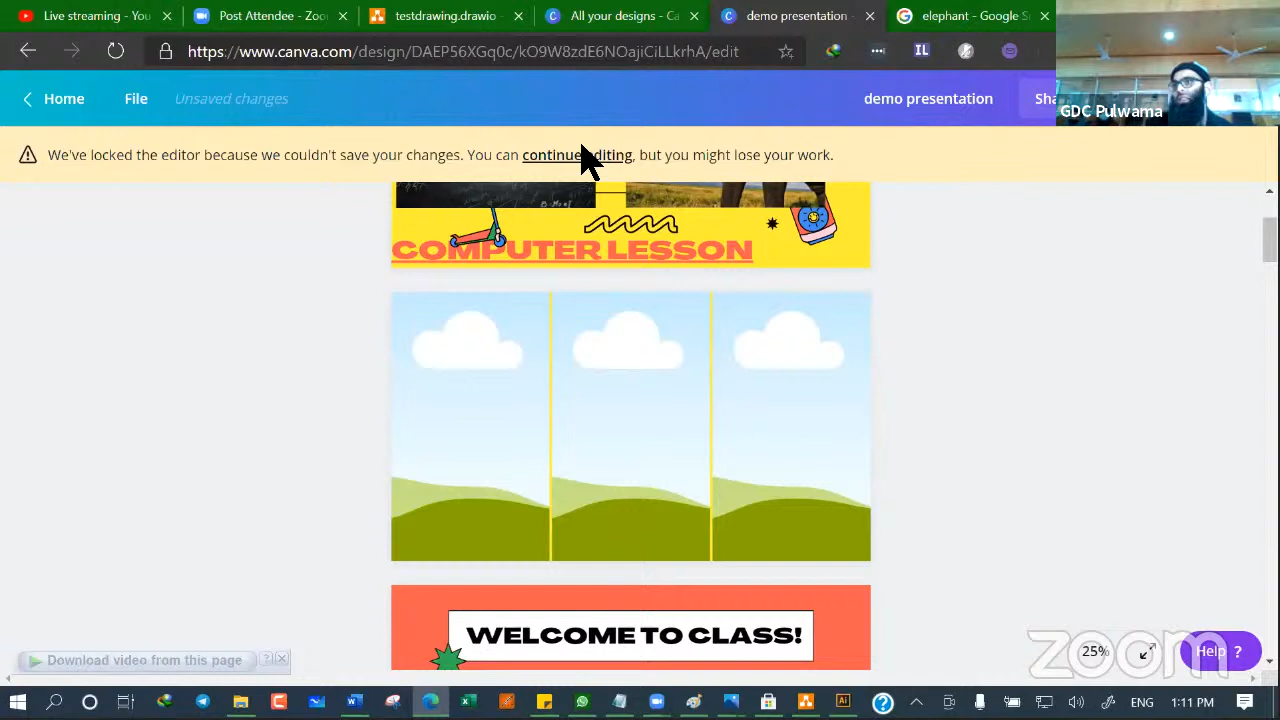 Live streaming - You
Post Attendee - Zoo
testdrawing.drawio -
All your designs - Ca
demo presentation -
elephant - Google Se
https://www.canva.com/design/DAEP56XGq0c/kO9W8zdE6NOajiCiLLkrhA/edit
IL
Home
File
Unsaved changes
demo presentation
Sha
GDC Pulwama
We've locked the editor because we couldn't save your changes. You can continue editing, but you might lose your work.
COMPUTER LESSON
WELCOME TO CLASS!
Download video from this page
? X
zoom
25%
Help ?
ENG
1:11 PM